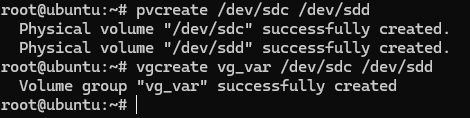 root@ubuntu:~# pvcreate /dev/sdc /dev/sdd
  Physical volume "/dev/sdc" successfully created.
  Physical volume "/dev/sdd" successfully created.
root@ubuntu:~# vgcreate vg_var /dev/sdc /dev/sdd
  Volume group "vg_var" successfully created
root@ubuntu:~#